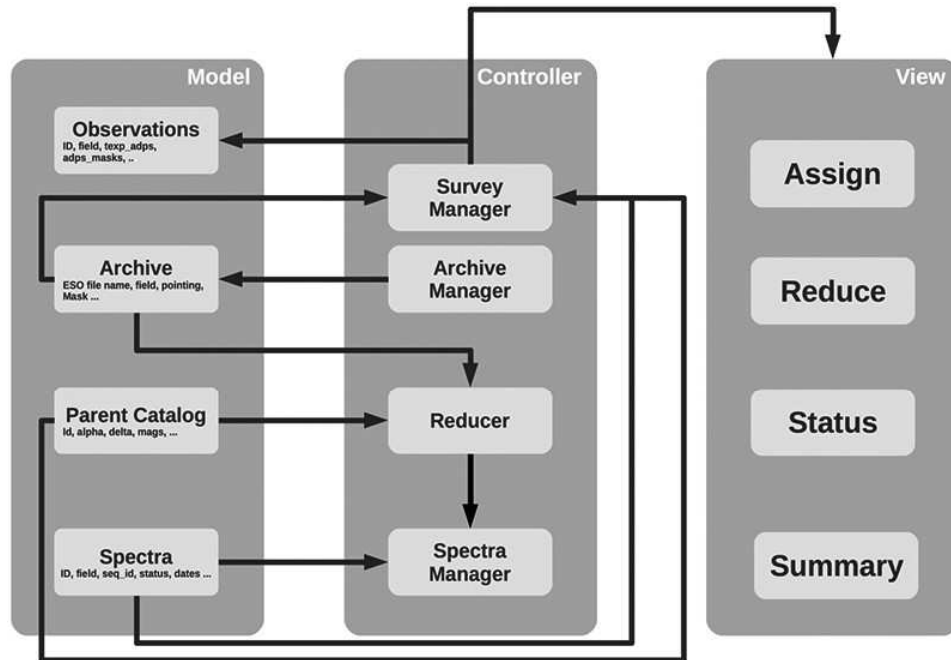 Model
Observations
ID, field, texp_adps,
adps_masks, ..
Archive
ESO file name, field, pointing,
Mask ...
Parent Catalog
Id, alpha, delta, mags, ...
Spectra
ID, field, seq_id, status, dates ...
Controller
Survey
Manager
Archive
Manager
Reducer
Spectra
Manager
View
Assign
Reduce
Status
Summary